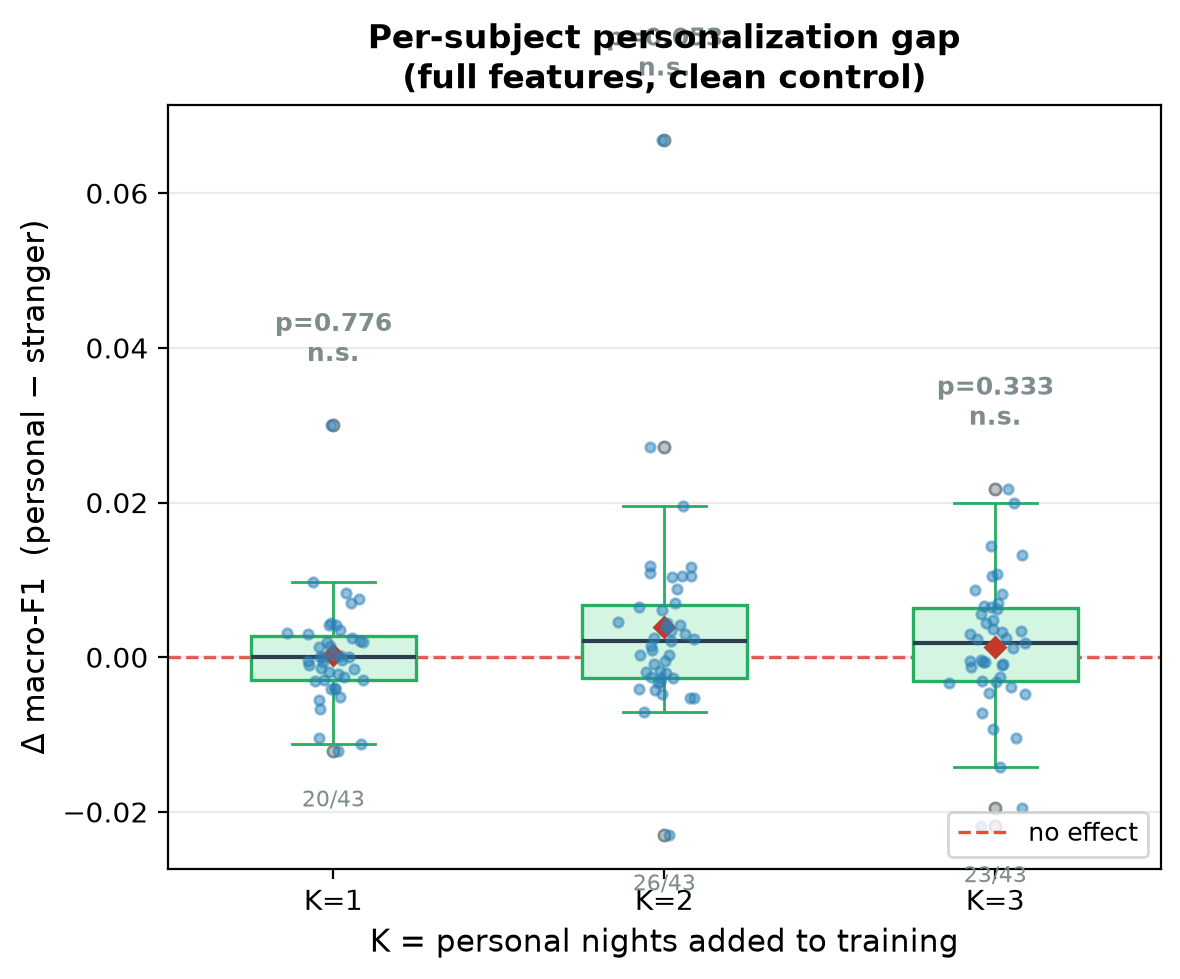 Per-subject personalization gap
(full features, clean control)
n.s.
0.06
0.04
0.02
0.00
−0.02
Δ macro-F1 (personal − stranger)
p=0.776
n.s.
p=0.333
n.s.
20/43
26/43
23/43
no effect
K=1
K=2
K=3
K = personal nights added to training